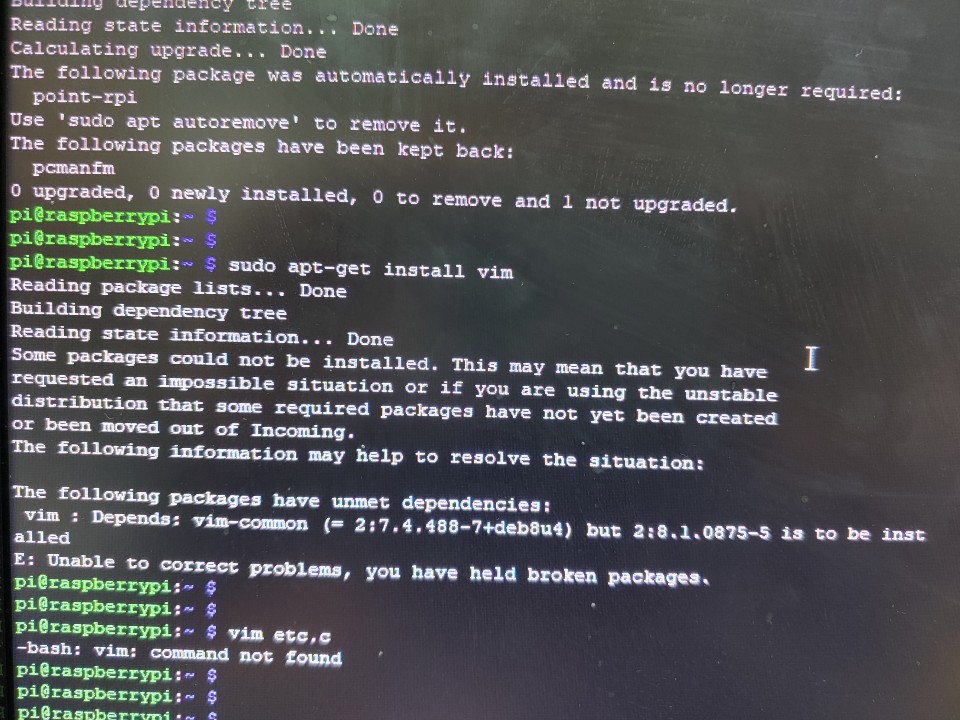 Building dependency tree
Reading state information... Done
Calculating upgrade... Done
The following package was automatically installed and is no longer required:
  point-rpi
Use 'sudo apt autoremove' to remove it.
The following packages have been kept back:
  pcmanfm
0 upgraded, 0 newly installed, 0 to remove and 1 not upgraded.
pi@raspberrypi:~ $
pi@raspberrypi:~ $
pi@raspberrypi:~ $ sudo apt-get install vim
Reading package lists... Done
Building dependency tree
Reading state information... Done
Some packages could not be installed. This may mean that you have
requested an impossible situation or if you are using the unstable
distribution that some required packages have not yet been created
or been moved out of Incoming.
The following information may help to resolve the situation:

The following packages have unmet dependencies:
 vim : Depends: vim-common (= 2:7.4.488-7+deb8u4) but 2:8.1.0875-5 is to be inst
alled
E: Unable to correct problems, you have held broken packages.
pi@raspberrypi:~ $
pi@raspberrypi:~ $
pi@raspberrypi:~ $ vim etc,c
-bash: vim: command not found
pi@raspberrypi:~ $
pi@raspberrypi:~ $
pi@raspberrypi:~ $